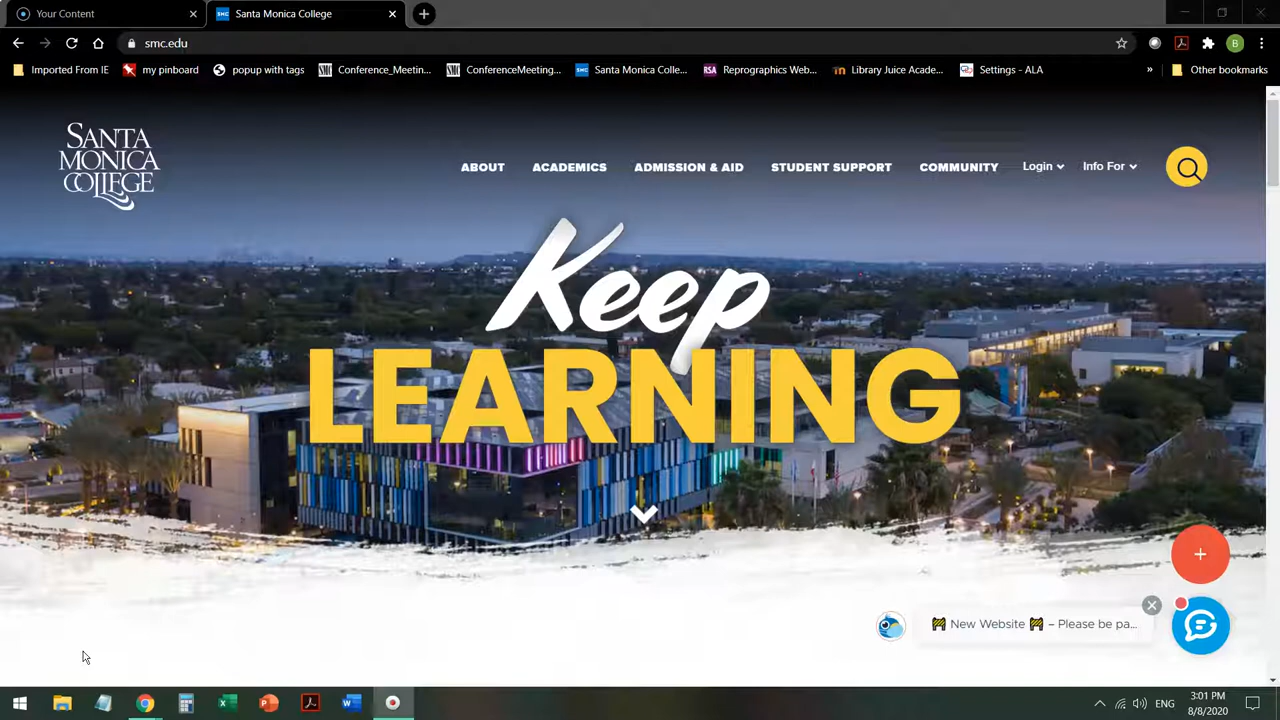 Your Content
Santa Monica College
smc.edu
Imported From IE
my pinboard
popup with tags
Conference_Meetin...
ConferenceMeeting...
Santa Monica Colle...
Reprographics Web...
Library Juice Acade...
Settings - ALA
»
Other bookmarks
SANTA
MONICA
COLLEGE
ABOUT
ACADEMICS
ADMISSION & AID
STUDENT SUPPORT
COMMUNITY
Login
Info For
Keep
LEARNING
New Website 🚧 – Please be pa...
ENG
3:01 PM
8/8/2020